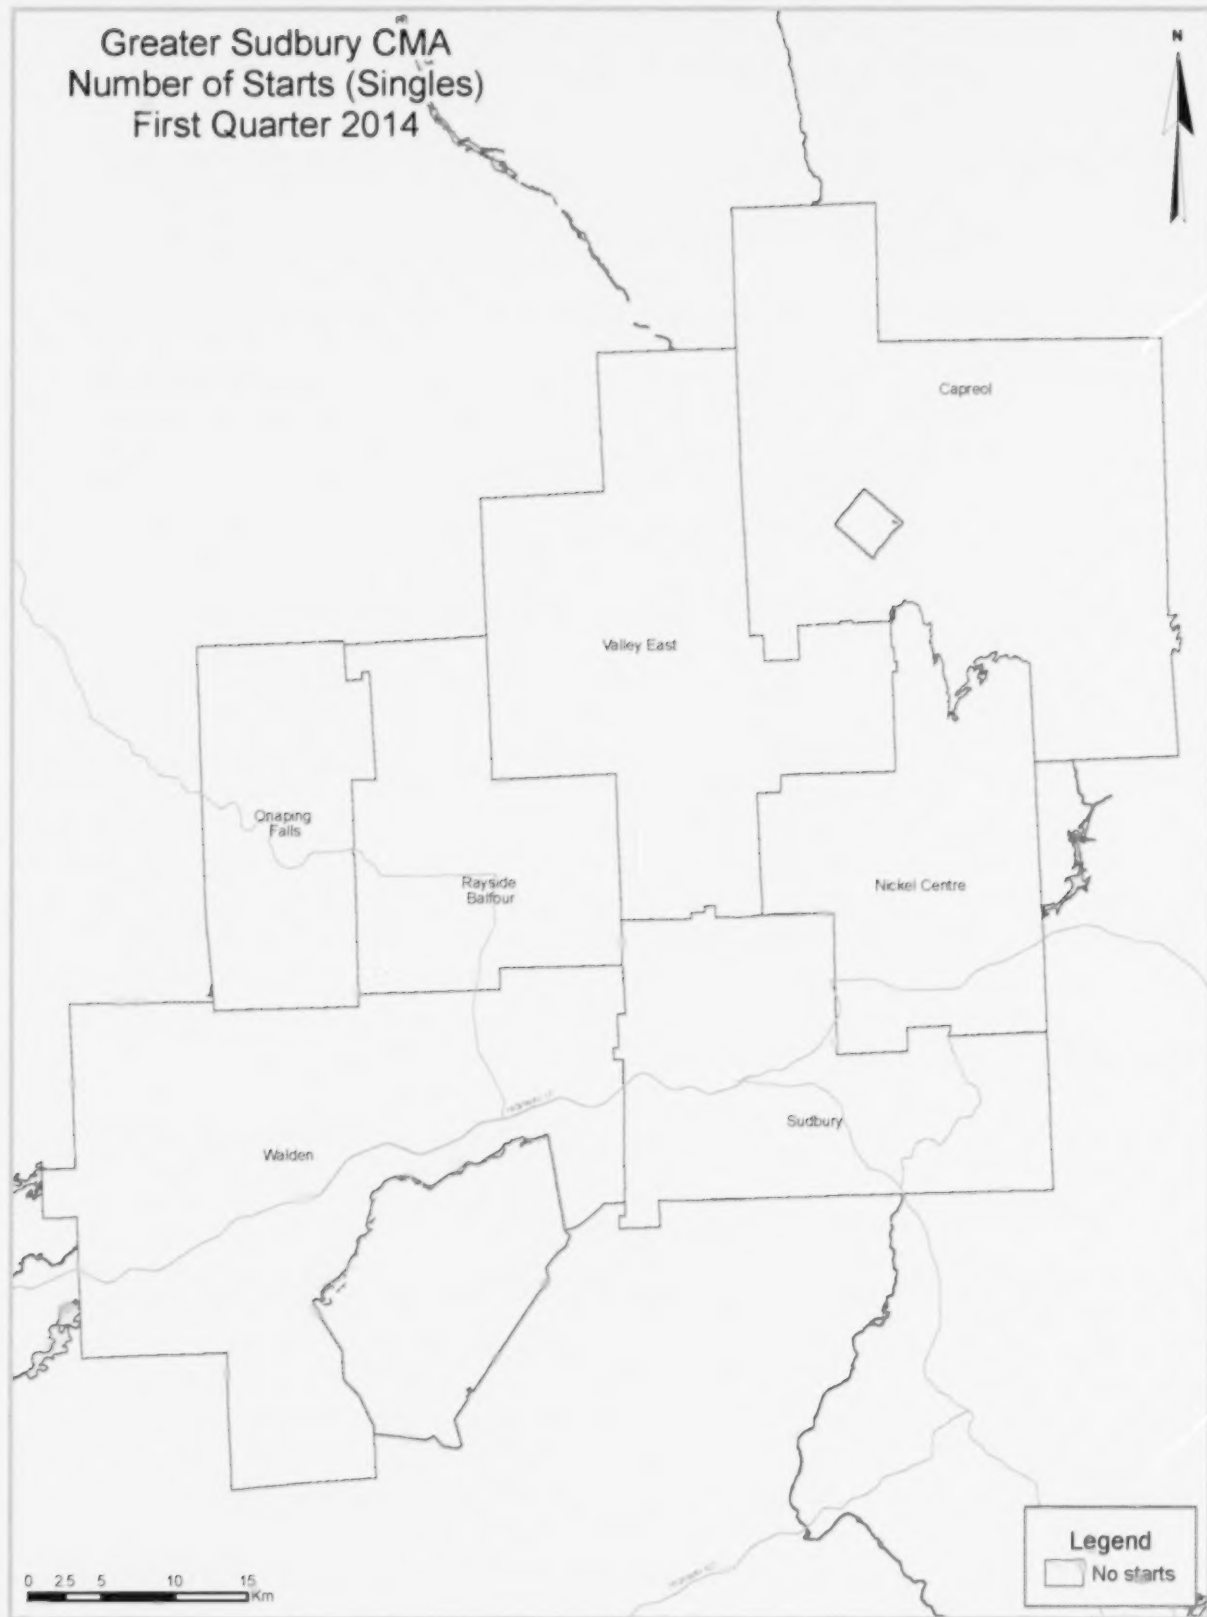 Greater Sudbury CMA
Number of Starts (Singles)
First Quarter 2014
N
Capreol
Valley East
Onaping
Falls
Rayside
Balfour
Nickel Centre
Sudbury
Walden
Legend
No starts
0 2.5 5 10 15
Km